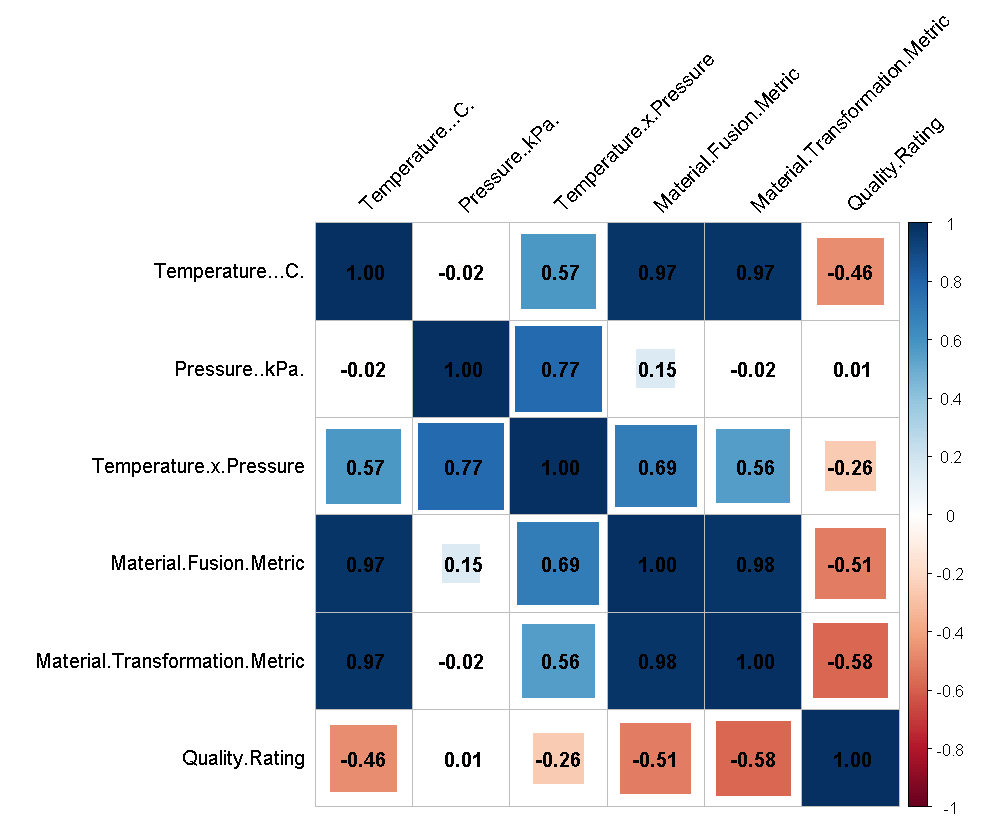 Temperature...C.
Pressure..kPa.
Temperature.x.Pressure
Material.Fusion.Metric
Material.Transformation.Metric
Quality.Rating
Temperature...C. 1.00 -0.02 0.57 0.97 0.97 -0.46
Pressure..kPa. -0.02 1.00 0.77 0.15 -0.02 0.01
Temperature.x.Pressure 0.57 0.77 1.00 0.69 0.56 -0.26
Material.Fusion.Metric 0.97 0.15 0.69 1.00 0.98 -0.51
Material.Transformation.Metric 0.97 -0.02 0.56 0.98 1.00 -0.58
Quality.Rating -0.46 0.01 -0.26 -0.51 -0.58 1.00
1
0.8
0.6
0.4
0.2
0
-0.2
-0.4
-0.6
-0.8
-1